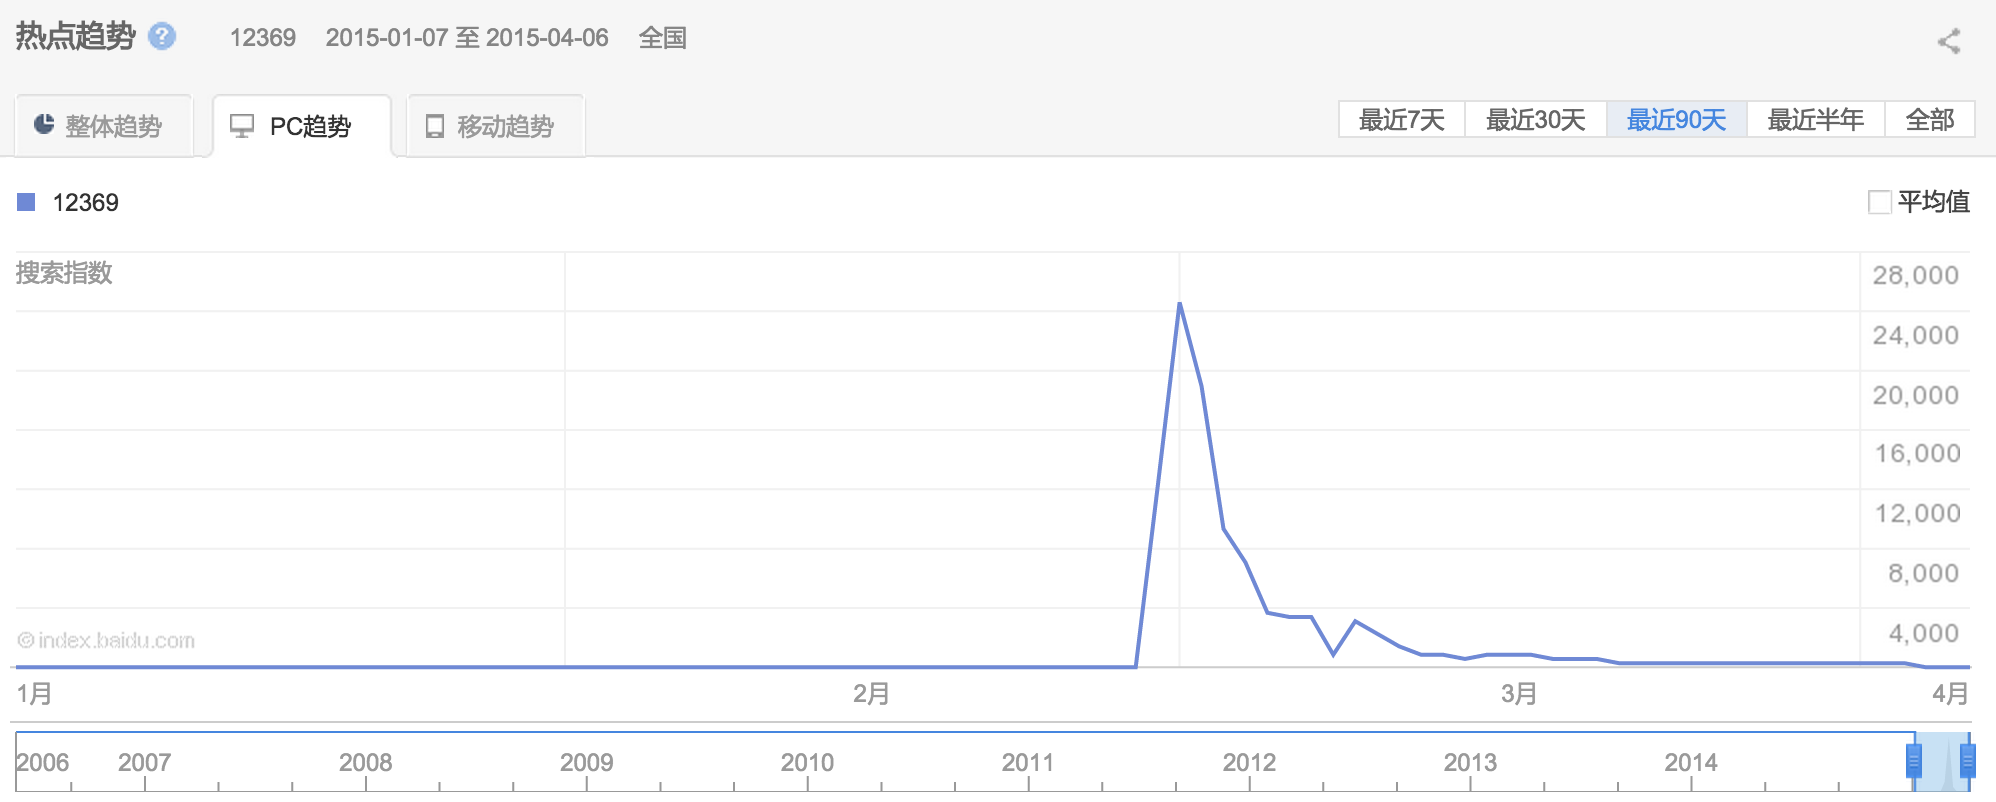 热点趋势 ? 12369 2015-01-07 至 2015-04-06 全国
整体趋势 PC趋势 移动趋势 最近7天 最近30天 最近90天 最近半年 全部
12369 平均值
搜索指数
28,000
24,000
20,000
16,000
12,000
8,000
4,000
© index.baidu.com
1月 2月 3月 4月
2006 2007 2008 2009 2010 2011 2012 2013 2014